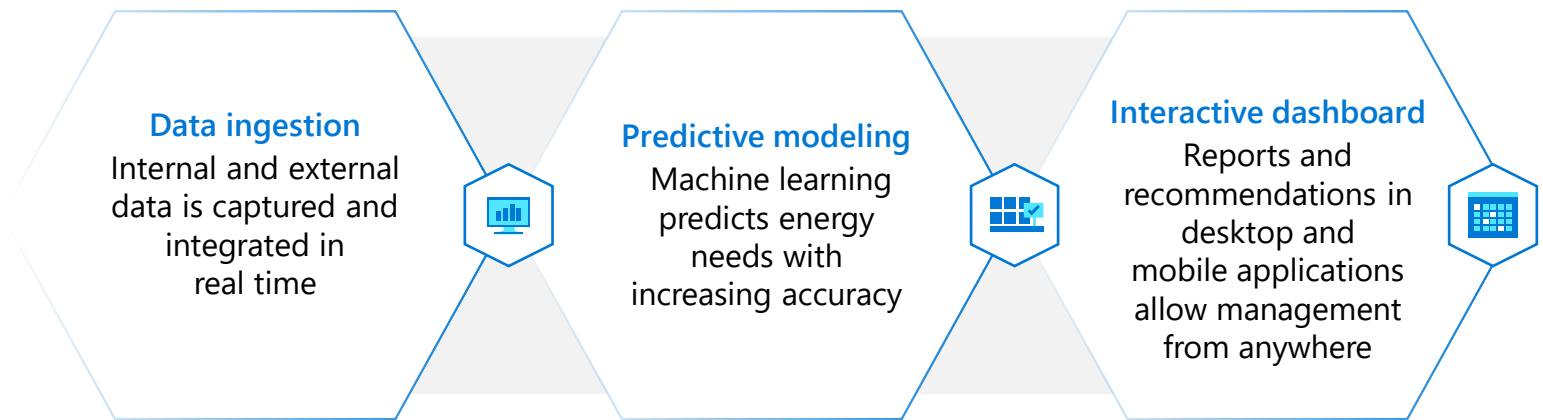 Data ingestion
Internal and external
data is captured and
integrated in
real time
Predictive modeling
Machine learning
predicts energy
needs with
increasing accuracy
Interactive dashboard
Reports and
recommendations in
desktop and
mobile applications
allow management
from anywhere